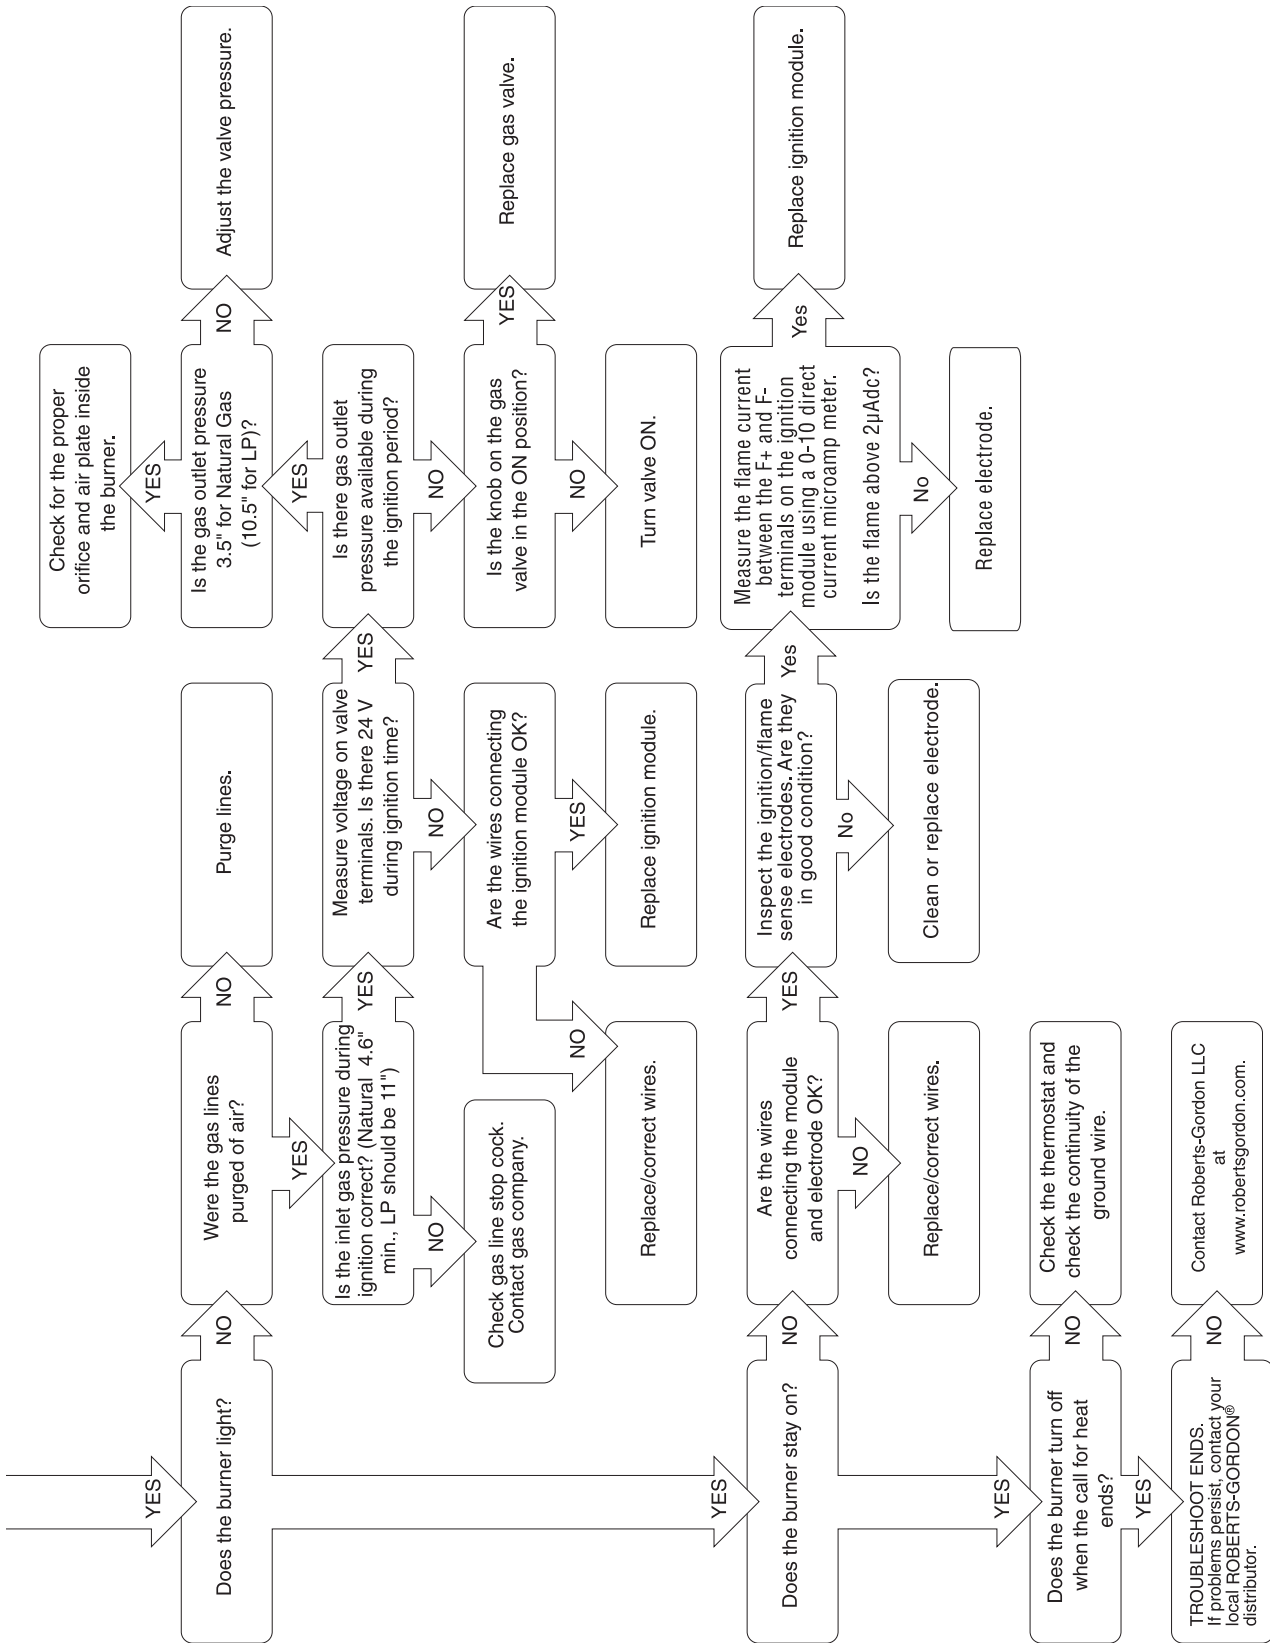 YES
Does the burner light?
NO
Were the gas lines
purged of air?
NO
Purge lines.
YES
Is the inlet gas pressure during
ignition correct? (Natural 4.6"
min., LP should be 11")
NO
Check gas line stop cock.
Contact gas company.
YES
Measure voltage on valve
terminals. Is there 24 V
during ignition time?
NO
Are the wires connecting
the ignition module OK?
NO
Replace/correct wires.
YES
Replace ignition module.
YES
Is there gas outlet
pressure available during
the ignition period?
YES
Is the gas outlet pressure
3.5" for Natural Gas
(10.5" for LP)?
YES
Check for the proper
orifice and air plate inside
the burner.
NO
Adjust the valve pressure.
NO
Is the knob on the gas
valve in the ON position?
YES
Replace gas valve.
NO
Turn valve ON.
YES
Does the burner stay on?
NO
Are the wires
connecting the module
and electrode OK?
NO
Replace/correct wires.
YES
Inspect the ignition/flame
sense electrodes. Are they
in good condition?
No
Clean or replace electrode.
Yes
Measure the flame current
between the F+ and F-
terminals on the ignition
module using a 0-10 direct
current microamp meter.
Is the flame above 2µAdc?
Yes
Replace ignition module.
No
Replace electrode.
YES
Does the burner turn off
when the call for heat
ends?
NO
Check the thermostat and
check the continuity of the
ground wire.
YES
TROUBLESHOOT ENDS.
If problems persist, contact your
local ROBERTS-GORDON®
distributor.
NO
Contact Roberts-Gordon LLC
at
www.robertsgordon.com.